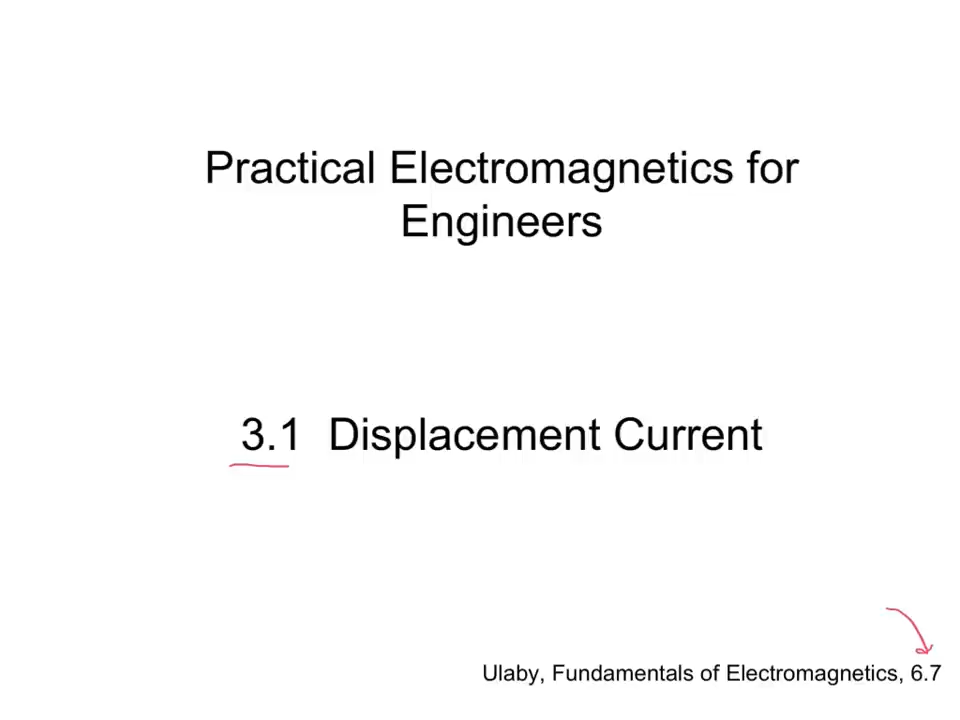 Practical Electromagnetics for
Engineers
3.1 Displacement Current
Ulaby, Fundamentals of Electromagnetics, 6.7